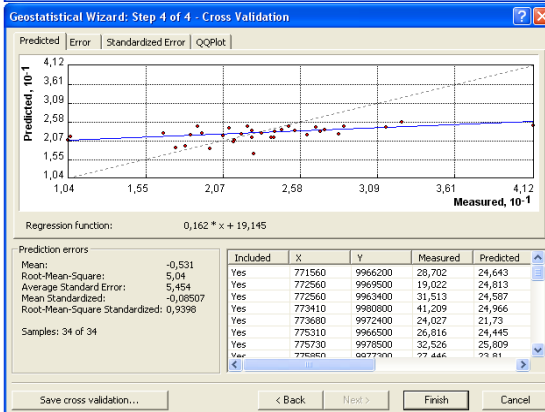 Geostatistical Wizard: Step 4 of 4 - Cross Validation
Predicted Error Standardized Error QQPlot
Predicted, 10⁻¹
4,12
3,61
3,09
2,58
2,07
1,55
1,04
1,04 1,55 2,07 2,58 3,09 3,61 4,12
Measured, 10⁻¹
Regression function: 0,162 * x + 19,145
Prediction errors
Mean: -0,531
Root-Mean-Square: 5,04
Average Standard Error: 5,454
Mean Standardized: -0,08507
Root-Mean-Square Standardized: 0,9398
Samples: 34 of 34
Included X Y Measured Predicted
Yes 771560 9966200 28,702 24,643
Yes 772560 9969500 19,022 24,813
Yes 772560 9963400 31,513 24,587
Yes 773410 9980800 41,209 24,966
Yes 773680 9972400 24,027 21,73
Yes 775310 9966500 26,816 24,445
Yes 775730 9978500 32,526 25,809
Yes 775850 9977300 27,446 23,81
Save cross validation... < Back Next > Finish Cancel